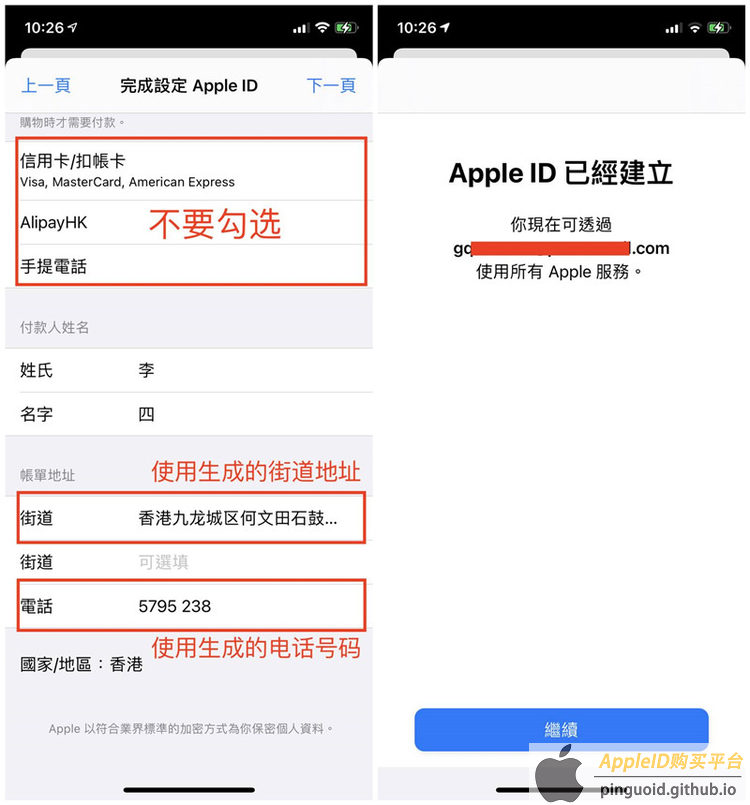 10:26
上一頁 完成設定 Apple ID 下一頁
購物時才需要付款。
信用卡/扣帳卡
Visa, MasterCard, American Express
AlipayHK
不要勾选
手提電話
付款人姓名
姓氏 李
名字 四
帳單地址
使用生成的街道地址
街道 香港九龙城区何文田石鼓...
街道 可選填
電話 5795 238
使用生成的电话号码
國家/地區：香港
Apple 以符合業界標準的加密方式為你保密個人資料。
10:26
Apple ID 已經建立
你現在可透過
gq l.com
使用所有 Apple 服務。
繼續
AppleID购买平台
pinguoid.github.io